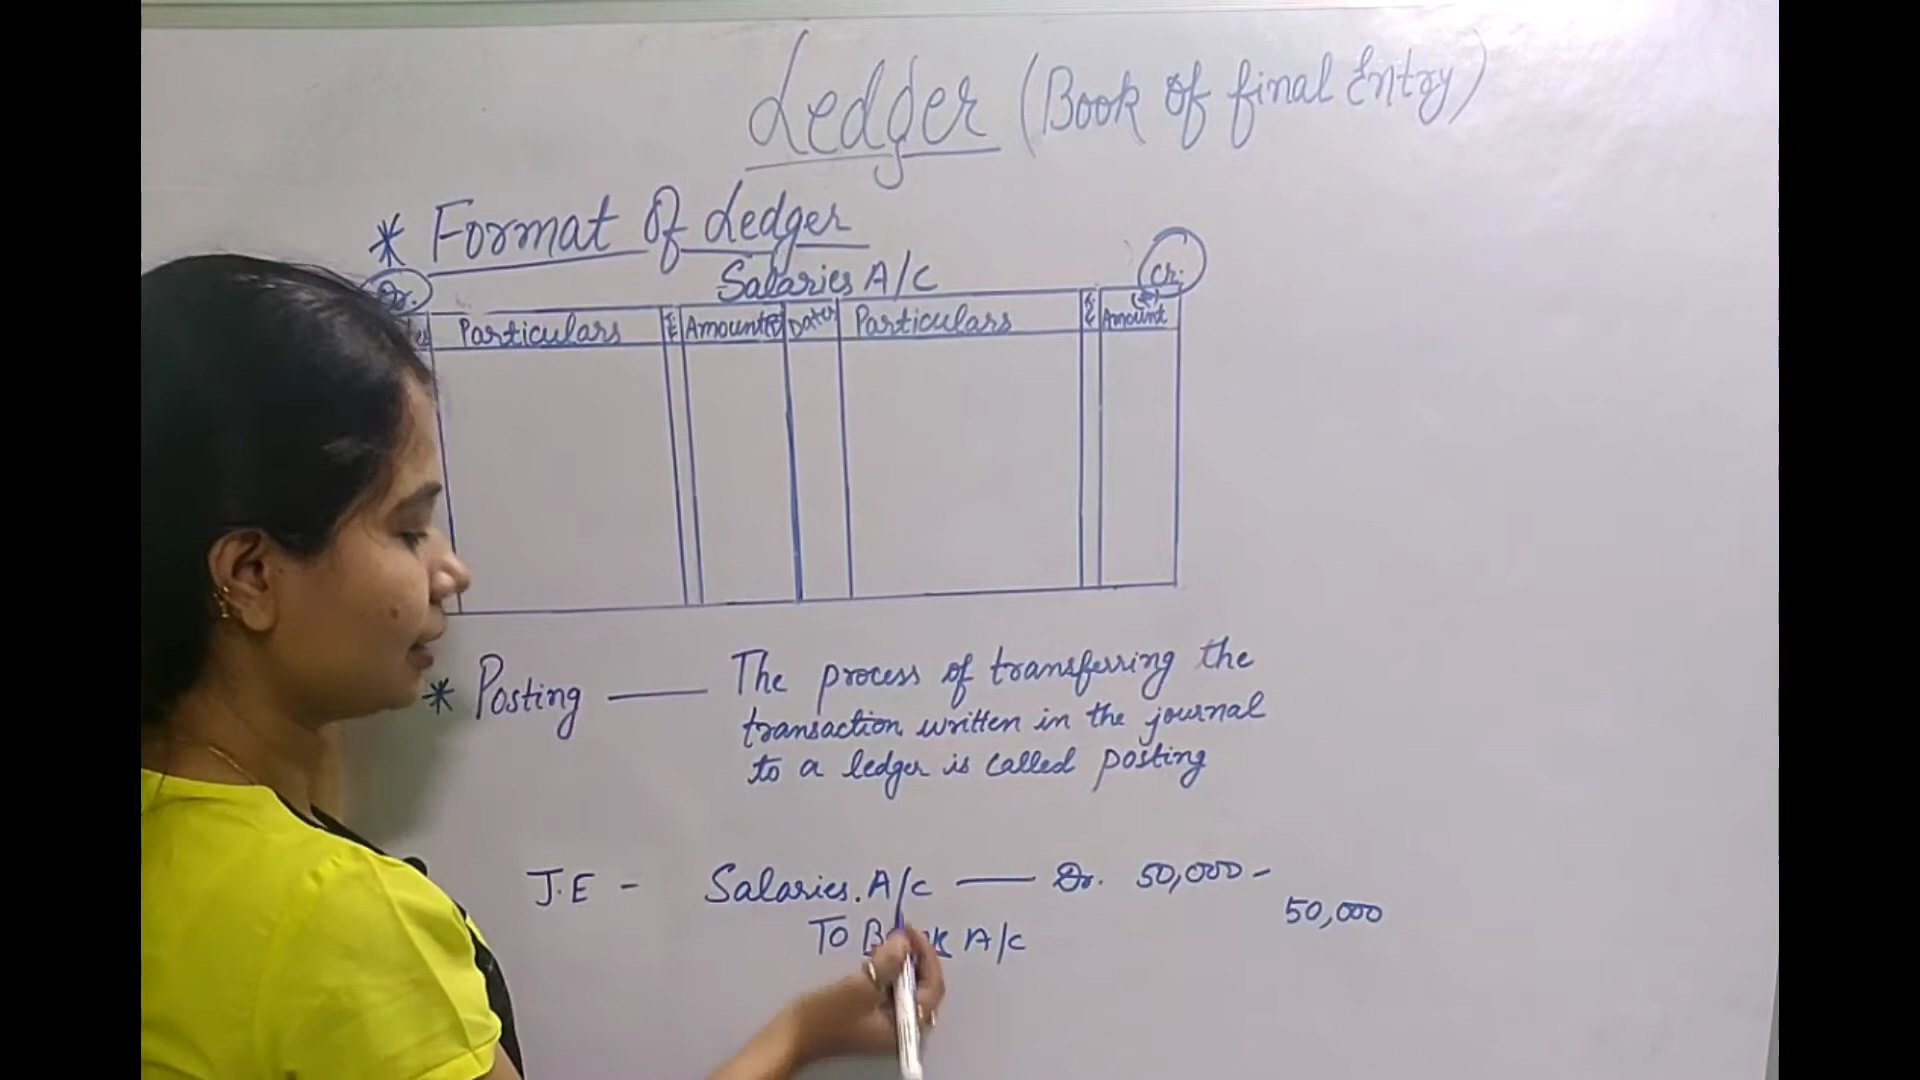 Ledger (Book of final Entry)
* Format of Ledger
Dr. Salaries A/c Cr.
Particulars Amount(₹) Date Particulars (₹) Amount
* Posting — The process of transferring the
transaction written in the journal
to a ledger is called posting
J.E - Salaries. A/c — Dr. 50,000 -
50,000
To A/c